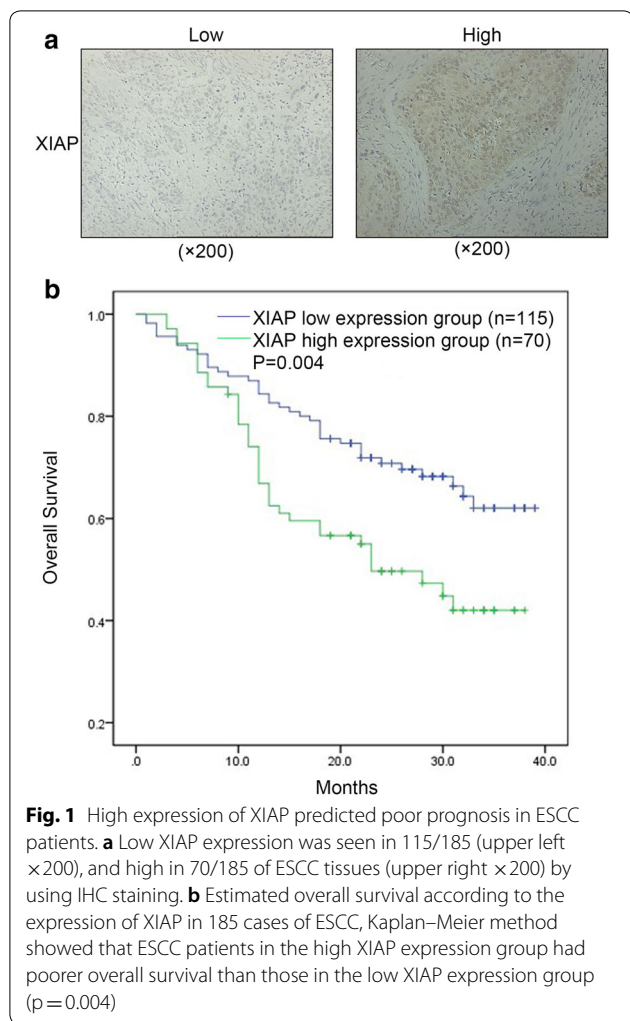 a
Low
High
XIAP
(×200)
(×200)
b
XIAP low expression group (n=115)
XIAP high expression group (n=70)
P=0.004
1.0
0.8
0.6
0.4
0.2
Overall Survival
.0
10.0
20.0
30.0
40.0
Months
Fig. 1 High expression of XIAP predicted poor prognosis in ESCC
patients. a Low XIAP expression was seen in 115/185 (upper left
×200), and high in 70/185 of ESCC tissues (upper right ×200) by
using IHC staining. b Estimated overall survival according to the
expression of XIAP in 185 cases of ESCC, Kaplan–Meier method
showed that ESCC patients in the high XIAP expression group had
poorer overall survival than those in the low XIAP expression group
(p = 0.004)